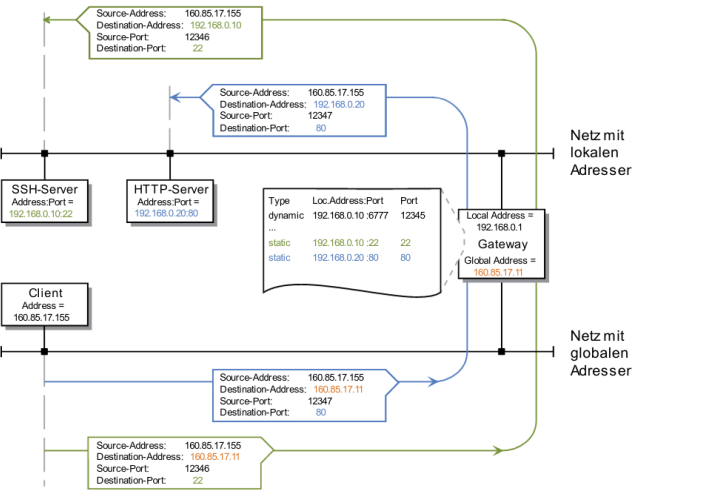 Source-Address: 160.85.17.155
Destination-Address: 192.168.0.10
Source-Port: 12346
Destination-Port: 22
Source-Address: 160.85.17.155
Destination-Address: 192.168.0.20
Source-Port: 12347
Destination-Port: 80
Netz mit
lokalen
Adresser
SSH-Server
Address:Port =
192.168.0.10:22
HTTP-Server
Address:Port =
192.168.0.20:80
Type Loc.Address:Port Port
dynamic 192.168.0.10 :6777 12345
...
static 192.168.0.10 :22 22
static 192.168.0.20 :80 80
Local Address =
192.168.0.1
Gateway
Global Address =
160.85.17.11
Client
Address =
160.85.17.155
Netz mit
globalen
Adresser
Source-Address: 160.85.17.155
Destination-Address: 160.85.17.11
Source-Port: 12347
Destination-Port: 80
Source-Address: 160.85.17.155
Destination-Address: 160.85.17.11
Source-Port: 12346
Destination-Port: 22